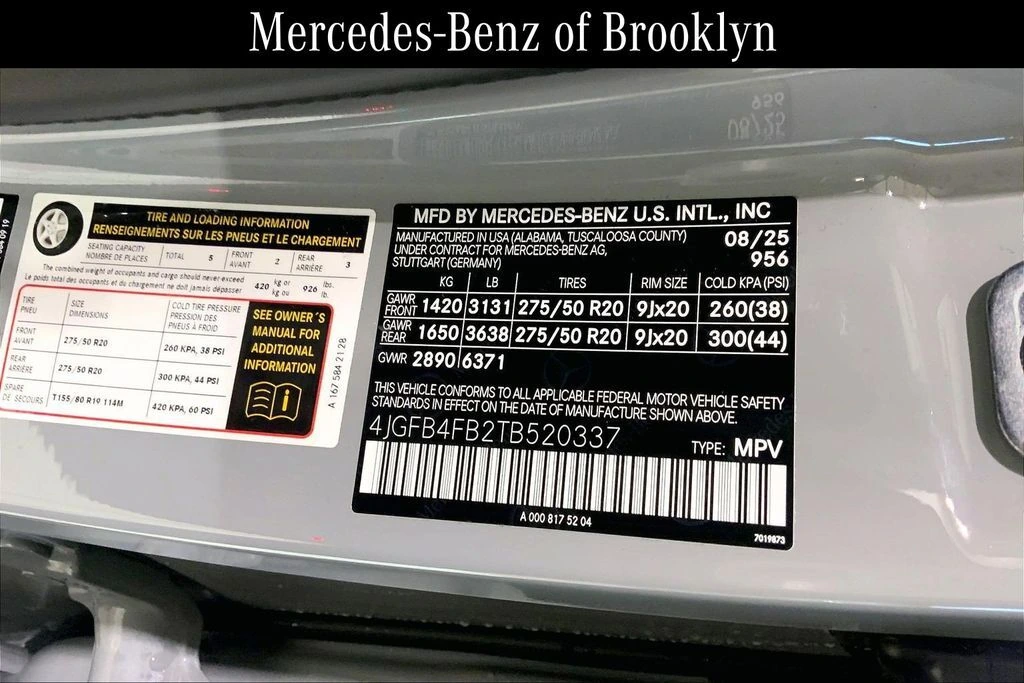 Mercedes-Benz of Brooklyn
TIRE AND LOADING INFORMATION
RENSEIGNEMENTS SUR LES PNEUS ET LE CHARGEMENT
SEATING CAPACITY
NOMBRE DE PLACES
TOTAL 5
FRONT
AVANT
2
REAR
ARRIÈRE
3
The combined weight of occupants and cargo should never exceed
Le poids total des occupants et du chargement ne doit jamais dépasser
420 kg or
kg ou
926 lbs.
lb.
TIRE
PNEU
SIZE
DIMENSIONS
COLD TIRE PRESSURE
PRESSION DES
PNEUS À FROID
FRONT
AVANT
275/50 R20
260 KPA, 38 PSI
REAR
ARRIÈRE
275/50 R20
300 KPA, 44 PSI
SPARE
DE SECOURS
T155/80 R19 114M
420 KPA, 60 PSI
SEE OWNER´S
MANUAL FOR
ADDITIONAL
INFORMATION
A 167 584 21 28
MFD BY MERCEDES-BENZ U.S. INTL., INC
MANUFACTURED IN USA (ALABAMA, TUSCALOOSA COUNTY)
UNDER CONTRACT FOR MERCEDES-BENZ AG,
STUTTGART (GERMANY)
08/25
956
KG LB TIRES RIM SIZE COLD KPA (PSI)
GAWR
FRONT
1420 3131 275/50 R20 9Jx20 260(38)
GAWR
REAR
1650 3638 275/50 R20 9Jx20 300(44)
GVWR 2890 6371
THIS VEHICLE CONFORMS TO ALL APPLICABLE FEDERAL MOTOR VEHICLE SAFETY
STANDARDS IN EFFECT ON THE DATE OF MANUFACTURE SHOWN ABOVE.
4JGFB4FB2TB520337
TYPE: MPV
A 000 817 52 04
7019873